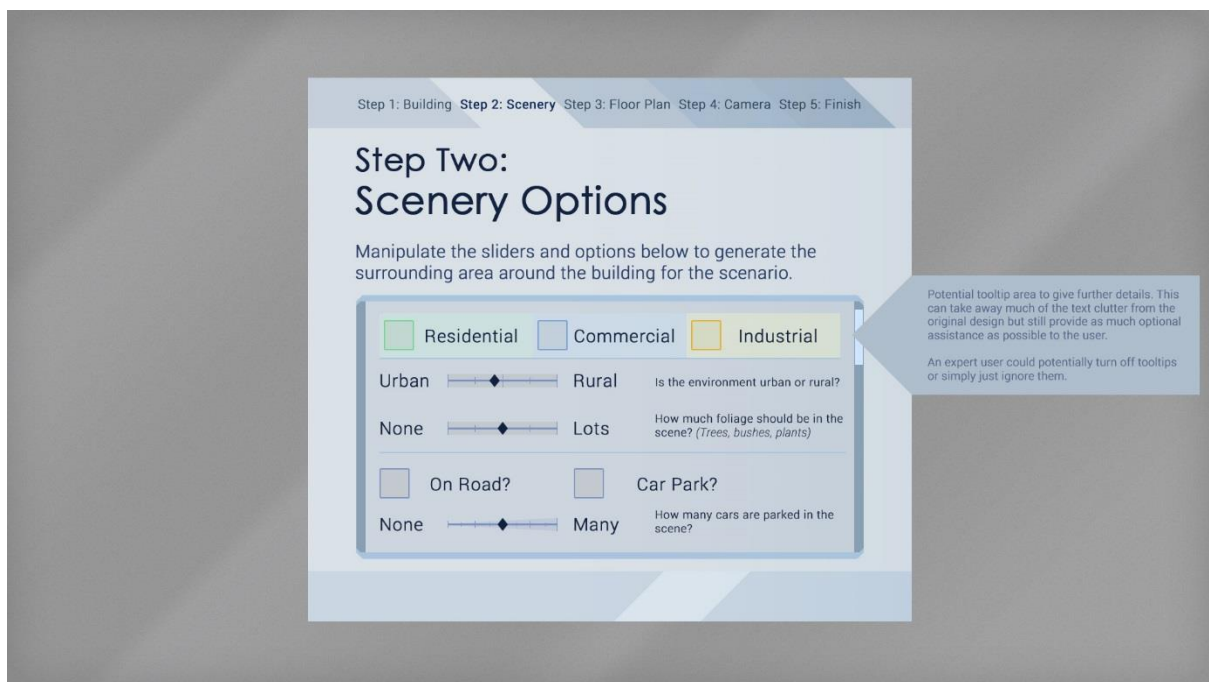 Step 1: Building Step 2: Scenery Step 3: Floor Plan Step 4: Camera Step 5: Finish
Step Two:
Scenery Options
Manipulate the sliders and options below to generate the
surrounding area around the building for the scenario.
Residential Commercial Industrial
Urban Rural Is the environment urban or rural?
None Lots How much foliage should be in the
scene? (Trees, bushes, plants)
On Road? Car Park?
None Many How many cars are parked in the
scene?
Potential tooltip area to give further details. This
can take away much of the text clutter from the
original design but still provide as much optional
assistance as possible to the user.
An expert user could potentially turn off tooltips
or simply just ignore them.